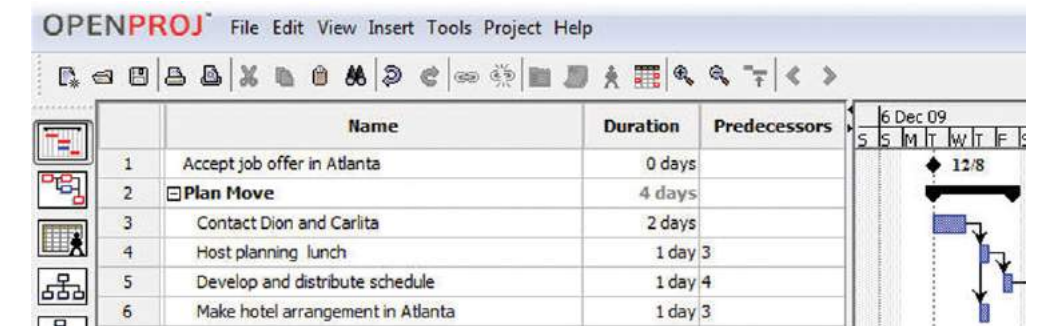 OPENPROJ™ File Edit View Insert Tools Project Help
Name Duration Predecessors 6 Dec 09
S S M T W T F S
1 Accept job offer in Atlanta 0 days 12/8
2 Plan Move 4 days
3 Contact Dion and Carlita 2 days
4 Host planning lunch 1 day 3
5 Develop and distribute schedule 1 day 4
6 Make hotel arrangement in Atlanta 1 day 3